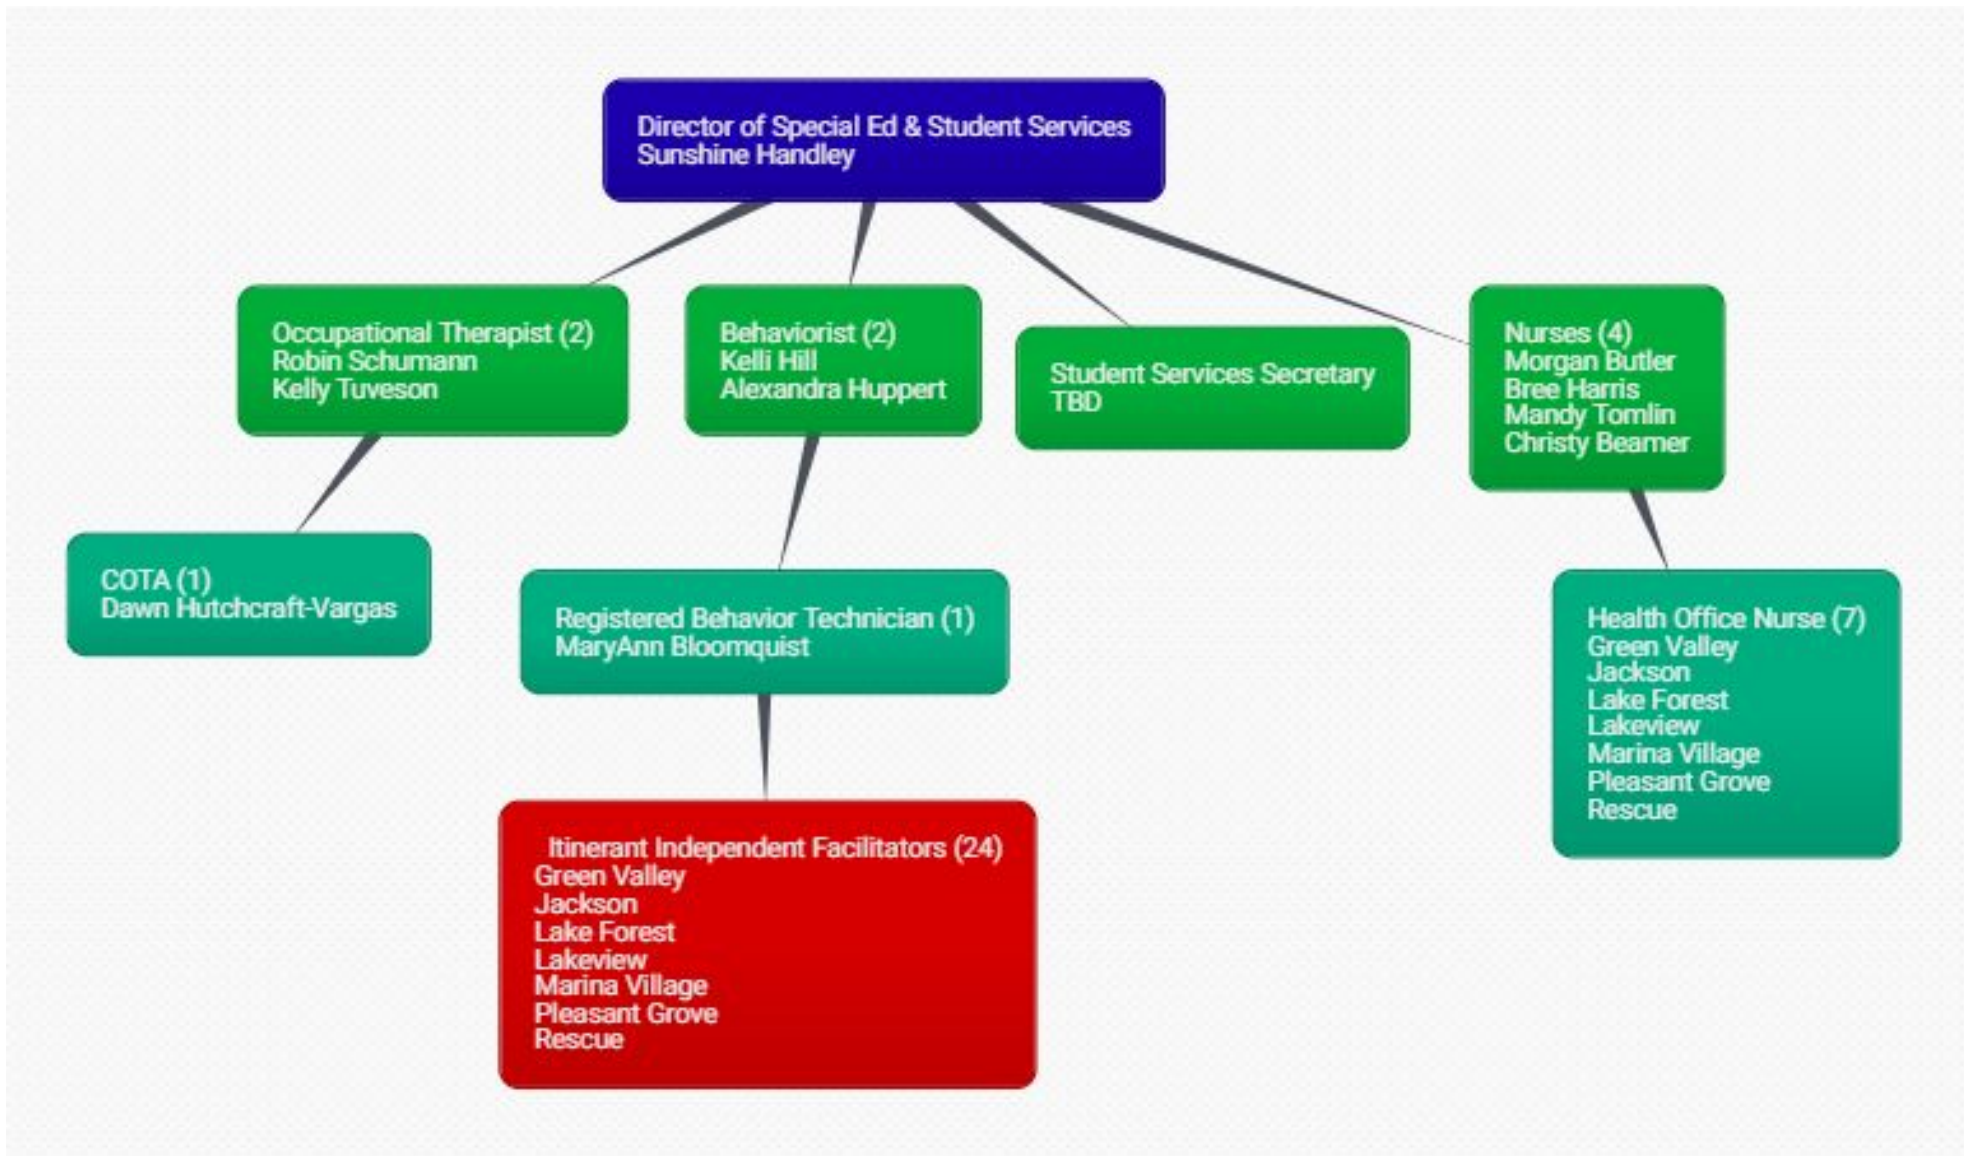 Director of Special Ed & Student Services
Sunshine Handley
Occupational Therapist (2)
Robin Schumann
Kelly Tuveson
Behaviorist (2)
Kelli Hill
Alexandra Huppert
Student Services Secretary
TBD
Nurses (4)
Morgan Butler
Bree Harris
Mandy Tomlin
Christy Beamer
COTA (1)
Dawn Hutchcraft-Vargas
Registered Behavior Technician (1)
MaryAnn Bloomquist
Health Office Nurse (7)
Green Valley
Jackson
Lake Forest
Lakeview
Marina Village
Pleasant Grove
Rescue
Itinerant Independent Facilitators (24)
Green Valley
Jackson
Lake Forest
Lakeview
Marina Village
Pleasant Grove
Rescue